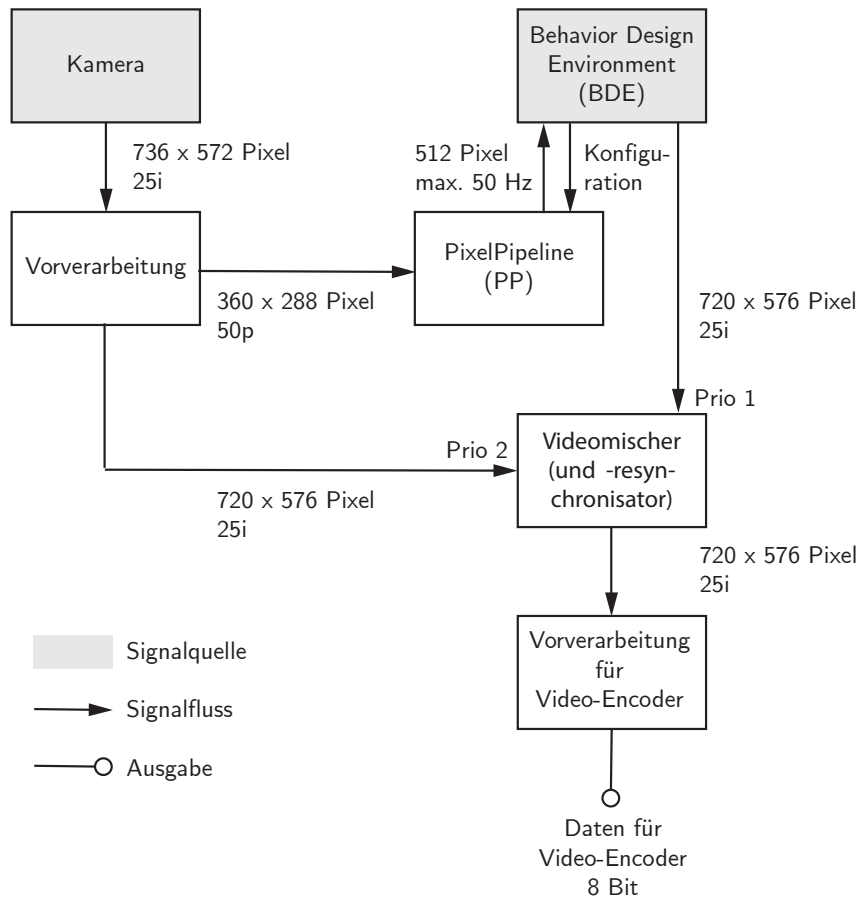 Kamera
Behavior Design
Environment
(BDE)
736 x 572 Pixel
25i
512 Pixel
max. 50 Hz
Konfigu-
ration
Vorverarbeitung
PixelPipeline
(PP)
360 x 288 Pixel
50p
720 x 576 Pixel
25i
Prio 1
Prio 2
Videomischer
(und -resyn-
chronisator)
720 x 576 Pixel
25i
720 x 576 Pixel
25i
Vorverarbeitung
für
Video-Encoder
Signalquelle
Signalfluss
Ausgabe
Daten für
Video-Encoder
8 Bit